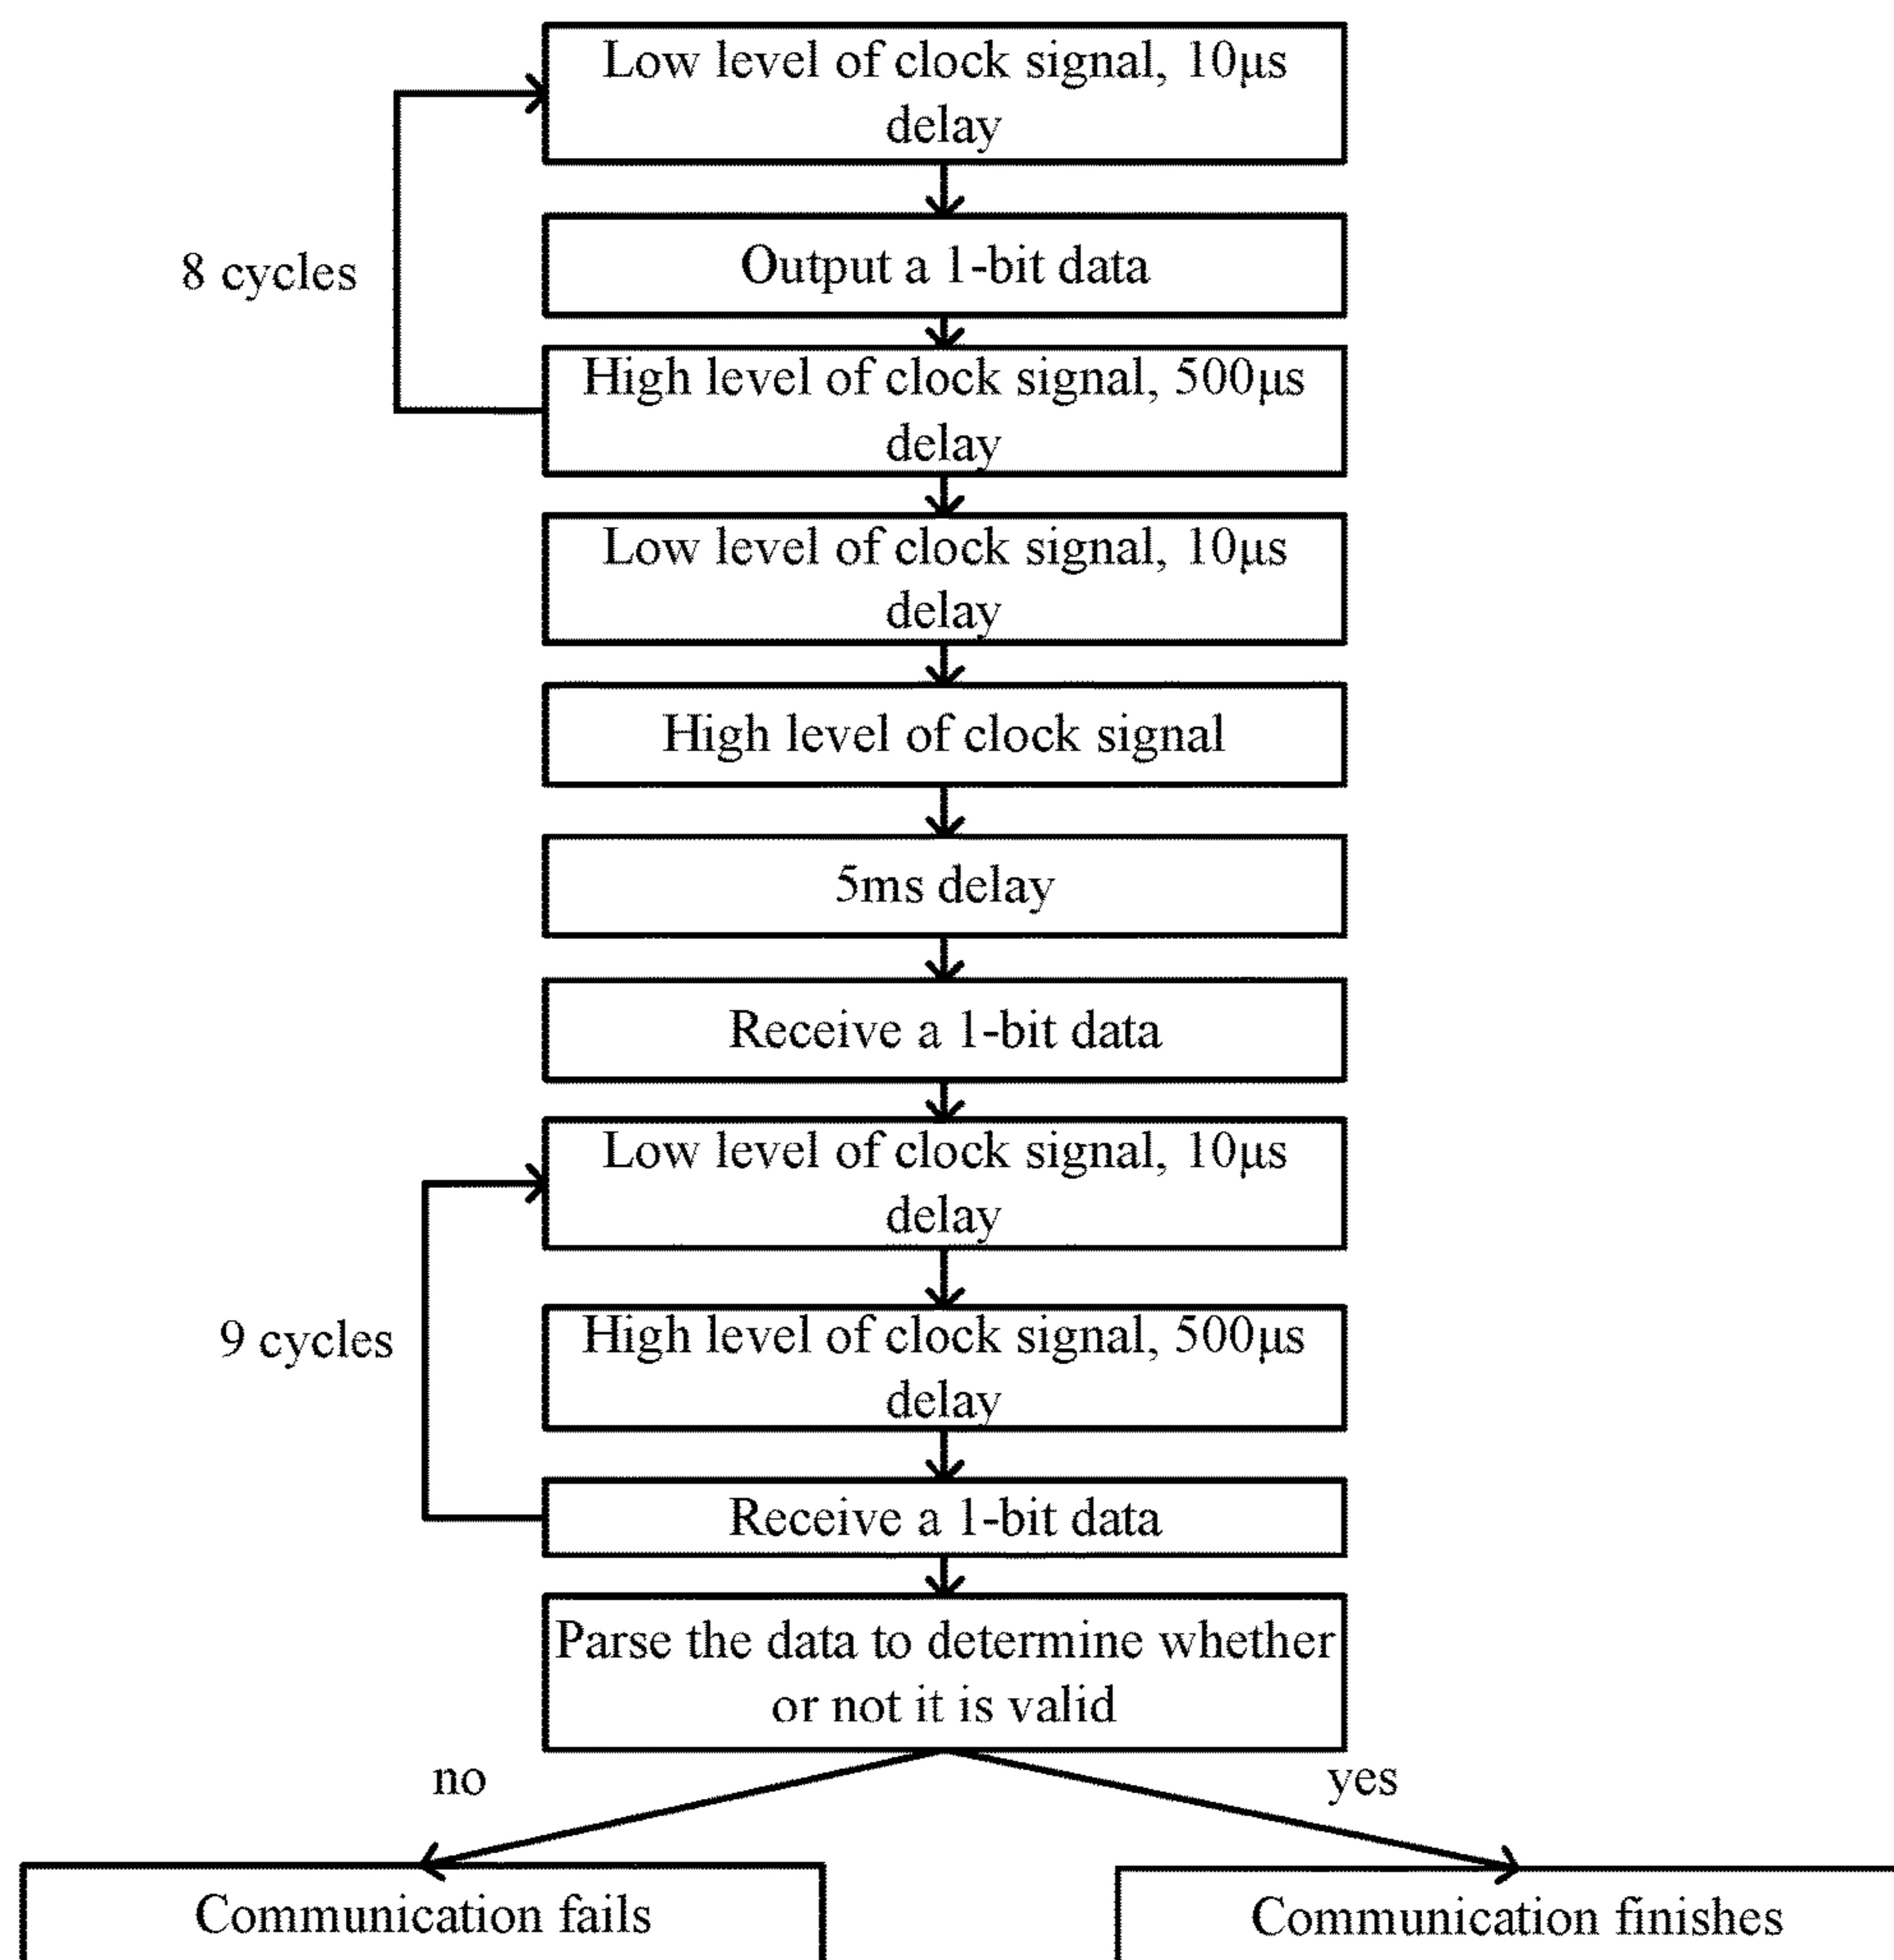 Low level of clock signal, 10μs
delay
8 cycles
Output a 1-bit data
High level of clock signal, 500μs
delay
Low level of clock signal, 10μs
delay
High level of clock signal
5ms delay
Receive a 1-bit data
Low level of clock signal, 10μs
delay
9 cycles
High level of clock signal, 500μs
delay
Receive a 1-bit data
Parse the data to determine whether
or not it is valid
no
yes
Communication fails
Communication finishes